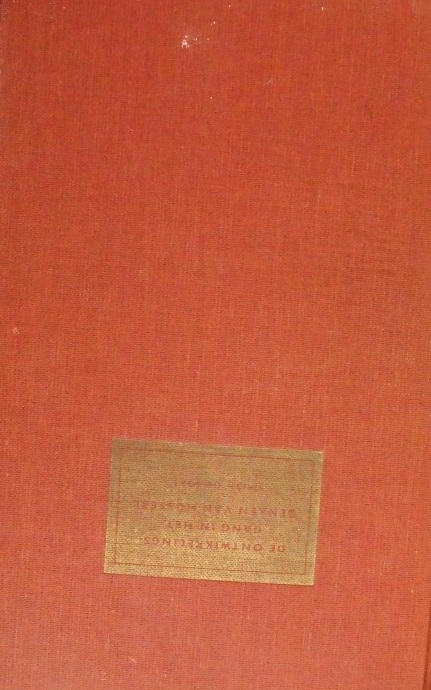 DE ONTWIKKELINGS-
GANG IN HET
DENKEN VAN HUSSERL